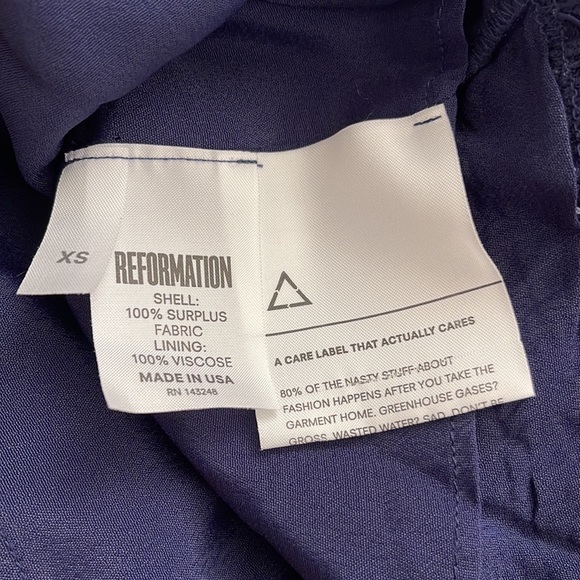 XS
REFORMATION
SHELL:
100% SURPLUS
FABRIC
LINING:
100% VISCOSE
MADE IN USA
RN 143248
A CARE LABEL THAT ACTUALLY CARES
80% OF THE NASTY STUFF ABOUT
FASHION HAPPENS AFTER YOU TAKE THE
GARMENT HOME. GREENHOUSE GASES?
GROSS. WASTED WATER? SAD. DON'T BE